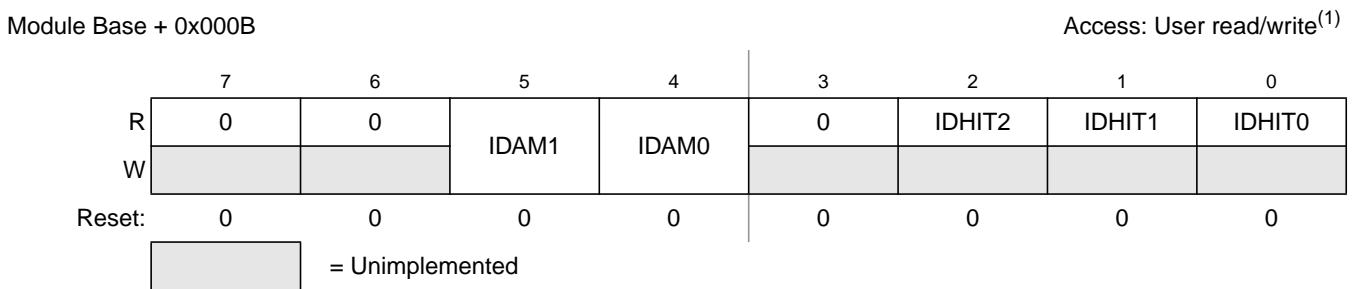 Module Base + 0x000B Access: User read/write(1)
7 6 5 4 3 2 1 0
R 0 0 IDAM1 IDAM0 0 IDHIT2 IDHIT1 IDHIT0
W
Reset: 0 0 0 0 0 0 0 0
= Unimplemented